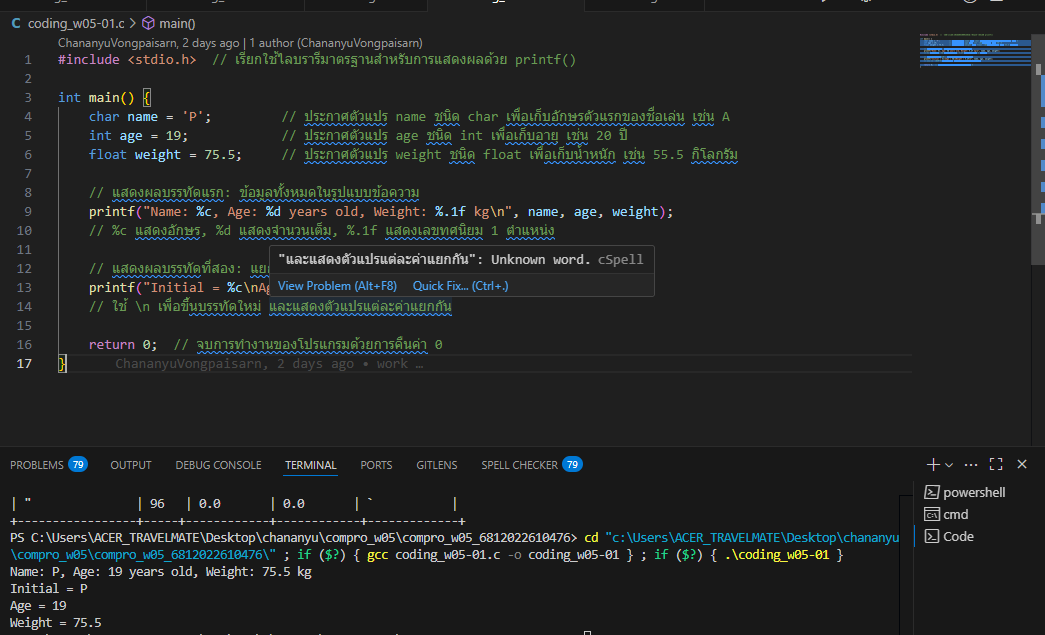 C coding_w05-01.c > main()
ChananyuVongpaisarn, 2 days ago | 1 author (ChananyuVongpaisarn)
1 #include <stdio.h>  // เรียกใช้ไลบรารีมาตรฐานสำหรับการแสดงผลด้วย printf()
2
3 int main() {
4 char name = 'P';         // ประกาศตัวแปร name ชนิด char เพื่อเก็บอักษรตัวแรกของชื่อเล่น เช่น A
5 int age = 19;            // ประกาศตัวแปร age ชนิด int เพื่อเก็บอายุ เช่น 20 ปี
6 float weight = 75.5;     // ประกาศตัวแปร weight ชนิด float เพื่อเก็บน้ำหนัก เช่น 55.5 กิโลกรัม
7
8 // แสดงผลบรรทัดแรก: ข้อมูลทั้งหมดในรูปแบบข้อความ
9 printf("Name: %c, Age: %d years old, Weight: %.1f kg\n", name, age, weight);
10 // %c แสดงอักษร, %d แสดงจำนวนเต็ม, %.1f แสดงเลขทศนิยม 1 ตำแหน่ง
11
"และแสดงตัวแปรแต่ละค่าแยกกัน": Unknown word. cSpell
12 // แสดงผลบรรทัดที่สอง: แยก
View Problem (Alt+F8) Quick Fix... (Ctrl+.)
13 printf("Initial = %c\nAg
14 // ใช้ \n เพื่อขึ้นบรรทัดใหม่ และแสดงตัวแปรแต่ละค่าแยกกัน
15
16 return 0;  // จบการทำงานของโปรแกรมด้วยการคืนค่า 0
17 } ChananyuVongpaisarn, 2 days ago • work …
PROBLEMS 79 OUTPUT DEBUG CONSOLE TERMINAL PORTS GITLENS SPELL CHECKER 79
| " | 96 | 0.0 | 0.0 | ` |
+-----------------+-----+------------+------------+-------------+
PS C:\Users\ACER_TRAVELMATE\Desktop\chananyu\compro_w05\compro_w05_6812022610476> cd "c:\Users\ACER_TRAVELMATE\Desktop\chananyu
\compro_w05\compro_w05_6812022610476\" ; if ($?) { gcc coding_w05-01.c -o coding_w05-01 } ; if ($?) { .\coding_w05-01 }
Name: P, Age: 19 years old, Weight: 75.5 kg
Initial = P
Age = 19
Weight = 75.5
powershell
cmd
Code